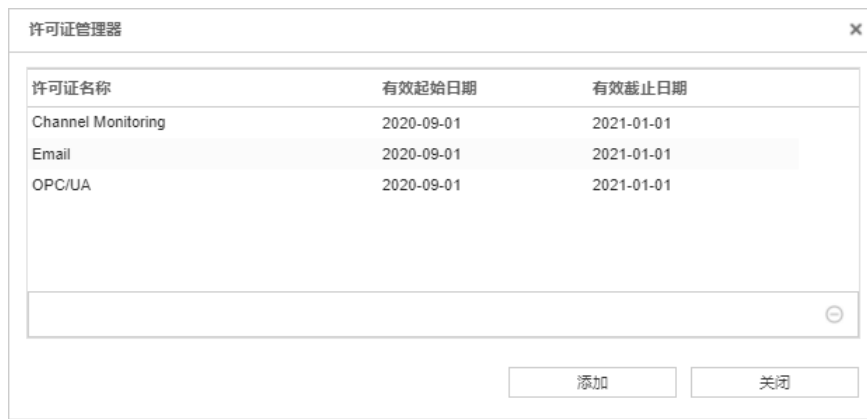 许可证管理器
许可证名称 有效起始日期 有效截止日期
Channel Monitoring 2020-09-01 2021-01-01
Email 2020-09-01 2021-01-01
OPC/UA 2020-09-01 2021-01-01
添加 关闭